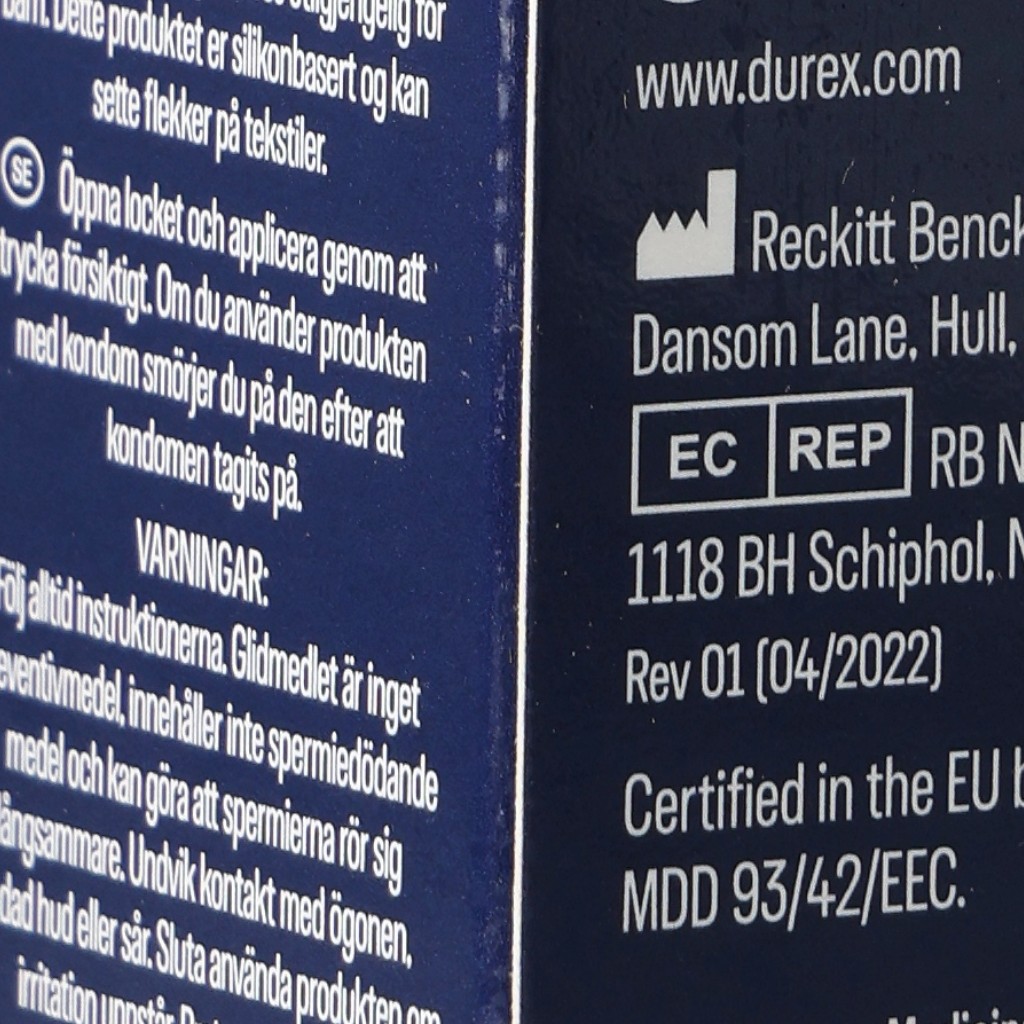 for
Dette produktet er silikonbasert og kan
sette flekker på tekstiler.
SE Öppna locket och applicera genom att
trycka försiktigt. Om du använder produkten
med kondom smörjer du på den efter att
kondomen tagits på.
VARNINGAR:
Följ alltid instruktionerna. Glidmedlet är inget
innehåller inte spermiedödande
medel och kan göra att spermierna rör sig
långsammare. Undvik kontakt med ögonen,
hud eller sår. Sluta använda produkten om
irritation uppstår.
www.durex.com
Reckitt Benck
Dansom Lane, Hull,
EC REP RB N
1118 BH Schiphol, N
Rev 01 (04/2022)
Certified in the EU b
MDD 93/42/EEC.